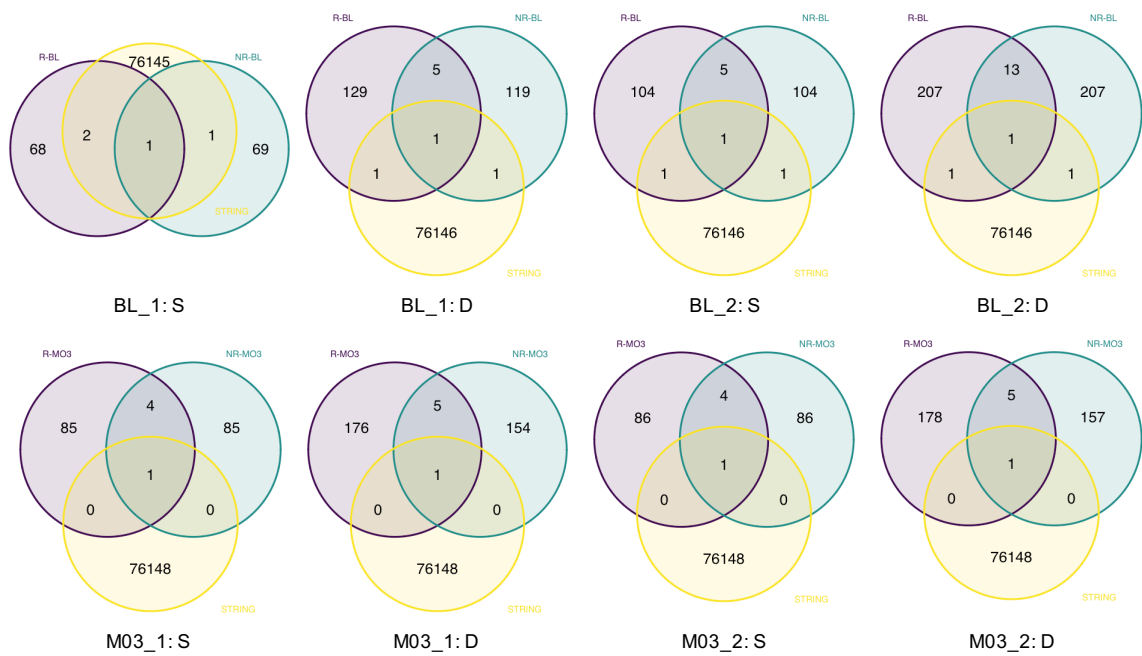 R-BL 76145 NR-BL
68 2 1 1 69
STRING
BL_1: S
R-BL NR-BL
5
129 119
1
1 1
76146
STRING
BL_1: D
R-BL NR-BL
5
104 104
1
1 1
76146
STRING
BL_2: S
R-BL NR-BL
13
207 207
1
1 1
76146
STRING
BL_2: D
R-MO3 NR-MO3
4
85 85
1
0 0
76148
STRING
M03_1: S
R-MO3 NR-MO3
5
176 154
1
0 0
76148
STRING
M03_1: D
R-MO3 NR-MO3
4
86 86
1
0 0
76148
STRING
M03_2: S
R-MO3 NR-MO3
5
178 157
1
0 0
76148
STRING
M03_2: D